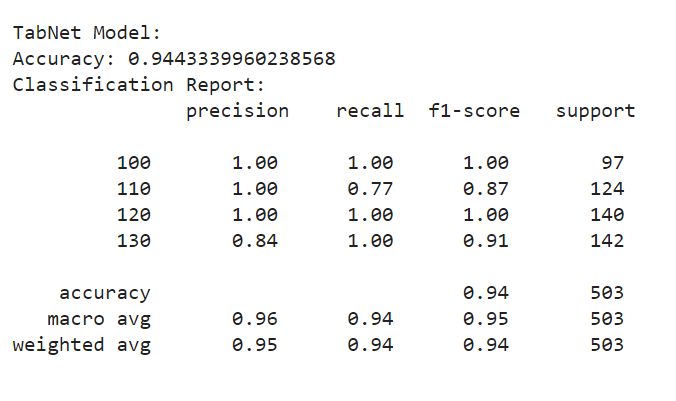 TabNet Model:
Accuracy: 0.9443339960238568
Classification Report:
precision recall f1-score support
100 1.00 1.00 1.00 97
110 1.00 0.77 0.87 124
120 1.00 1.00 1.00 140
130 0.84 1.00 0.91 142
accuracy 0.94 503
macro avg 0.96 0.94 0.95 503
weighted avg 0.95 0.94 0.94 503